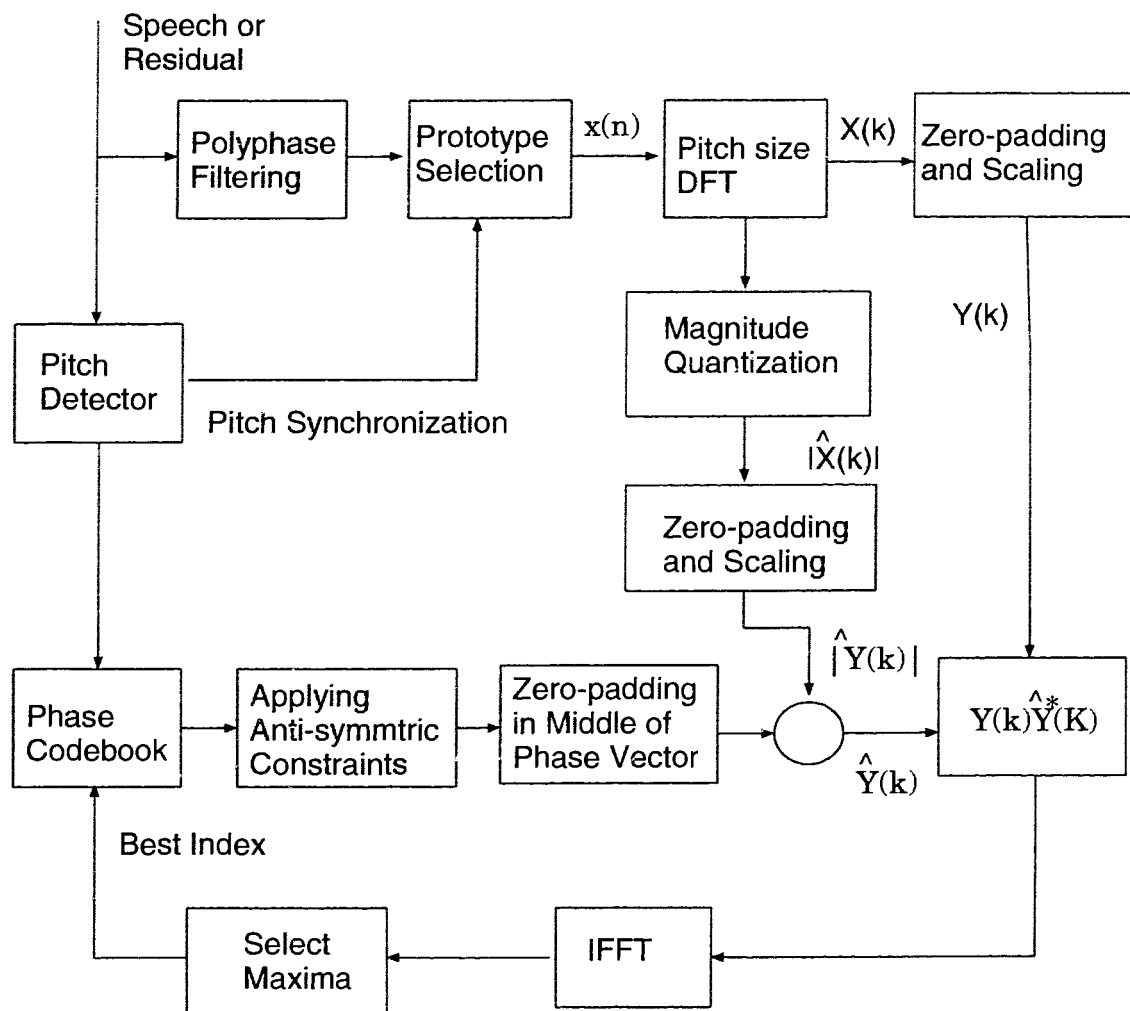 Speech or
Residual
Polyphase
Filtering
Prototype
Selection
x(n)
Pitch size
DFT
X(k)
Zero-padding
and Scaling
Magnitude
Quantization
Y(k)
Pitch
Detector
Pitch Synchronization
|X̂(k)|
Zero-padding
and Scaling
|Ŷ(k)|
Phase
Codebook
Applying
Anti-symmtric
Constraints
Zero-padding
in Middle of
Phase Vector
Ŷ(k)
Y(k)Ŷ*(K)
Best Index
Select
Maxima
IFFT